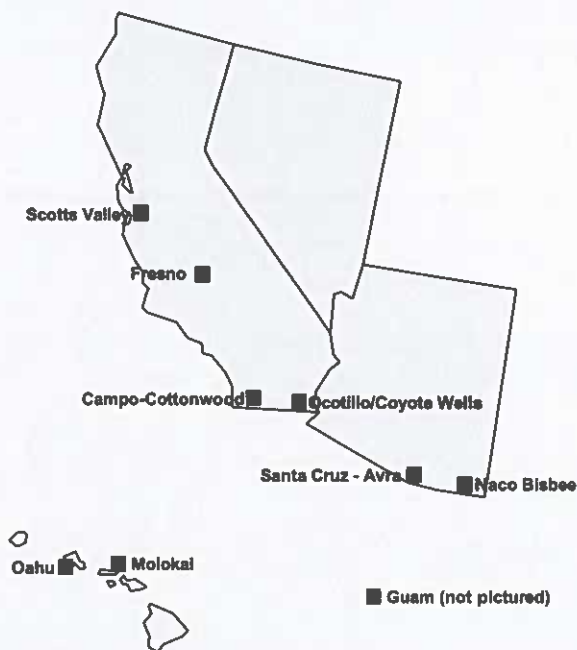 Scotts Valley
Fresno
Campo-Cottonwood
Ocotillo/Coyote Wells
Santa Cruz - Avra
Naco Bisbee
Oahu
Molokai
Guam (not pictured)